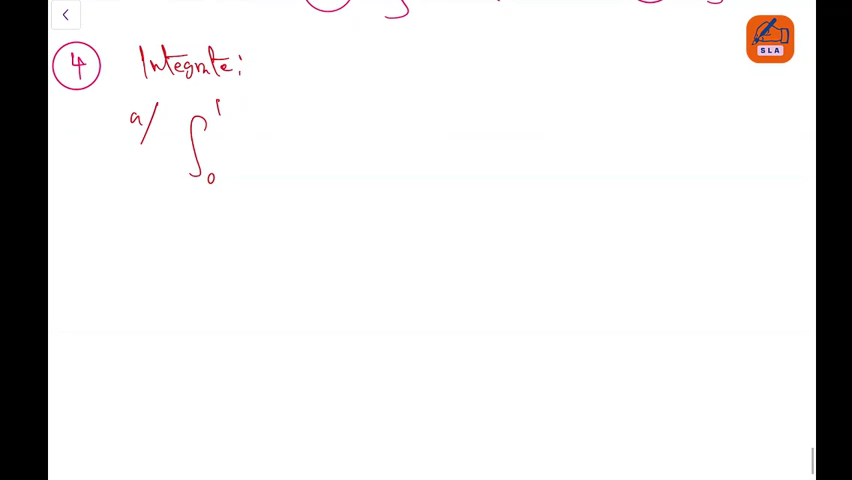 SLA
4 Integrate:
a/ ∫₀¹